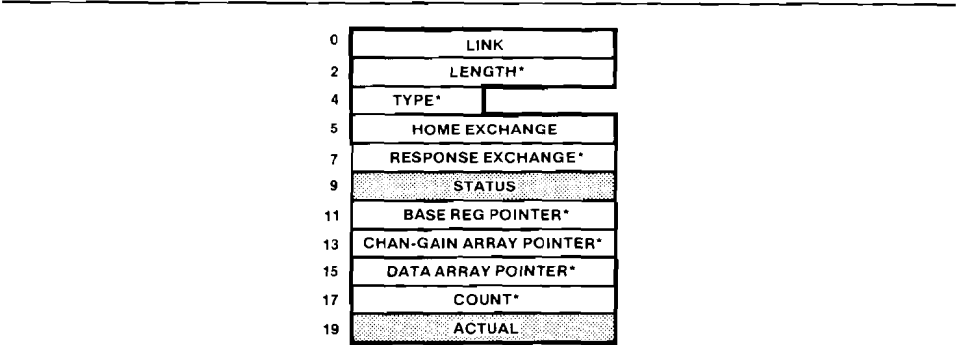 0 LINK
2 LENGTH*
4 TYPE*
5 HOME EXCHANGE
7 RESPONSE EXCHANGE*
9 STATUS
11 BASE REG POINTER*
13 CHAN-GAIN ARRAY POINTER*
15 DATA ARRAY POINTER*
17 COUNT*
19 ACTUAL